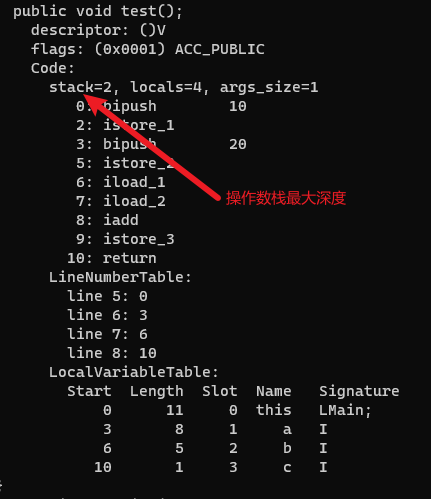 public void test();
descriptor: ()V
flags: (0x0001) ACC_PUBLIC
Code:
stack=2, locals=4, args_size=1
0: bipush 10
2: istore_1
3: bipush 20
5: istore_2
6: iload_1
7: iload_2
操作数栈最大深度
8: iadd
9: istore_3
10: return
LineNumberTable:
line 5: 0
line 6: 3
line 7: 6
line 8: 10
LocalVariableTable:
Start Length Slot Name Signature
0 11 0 this LMain;
3 8 1 a I
6 5 2 b I
10 1 3 c I